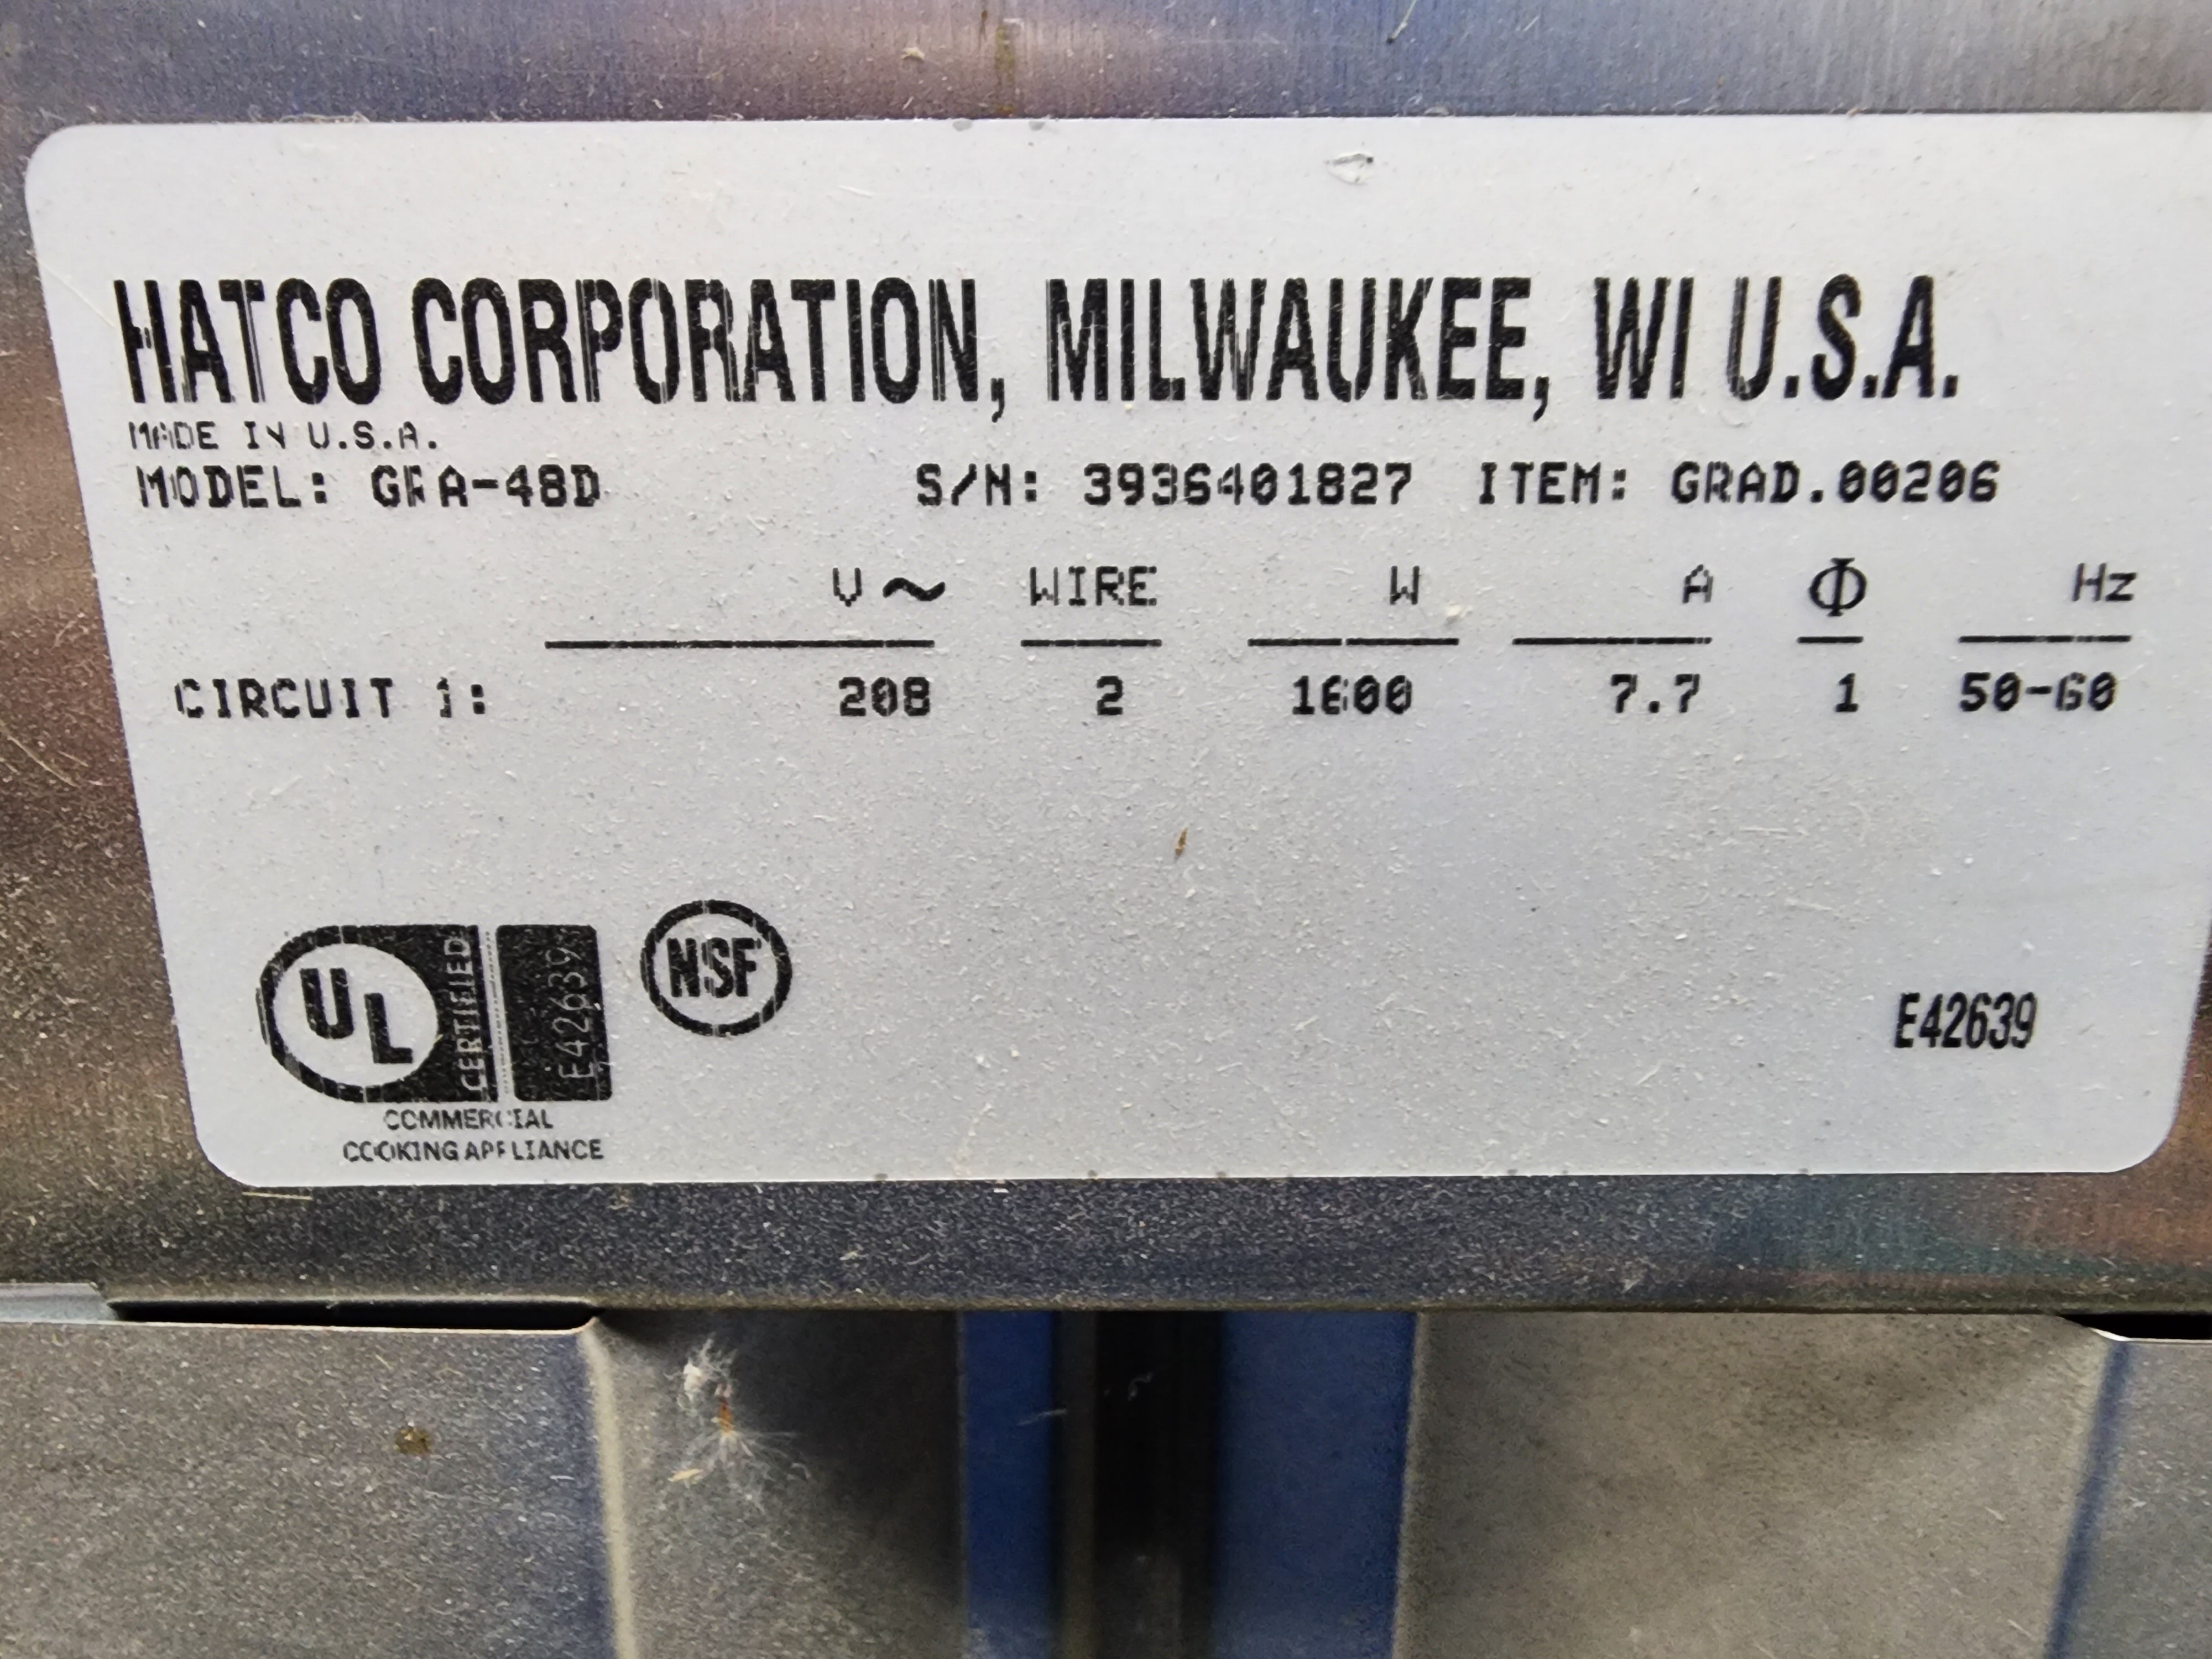 HATCO CORPORATION, MILWAUKEE, WI U.S.A.
MADE IN U.S.A.
MODEL: GRA-48D S/N: 3936401827 ITEM: GRAD.00206
V~ WIRE W A Φ Hz
CIRCUIT 1: 208 2 1600 7.7 1 50-60
UL CERTIFIED E42639
NSF
COMMERCIAL
COOKING APPLIANCE
E42639